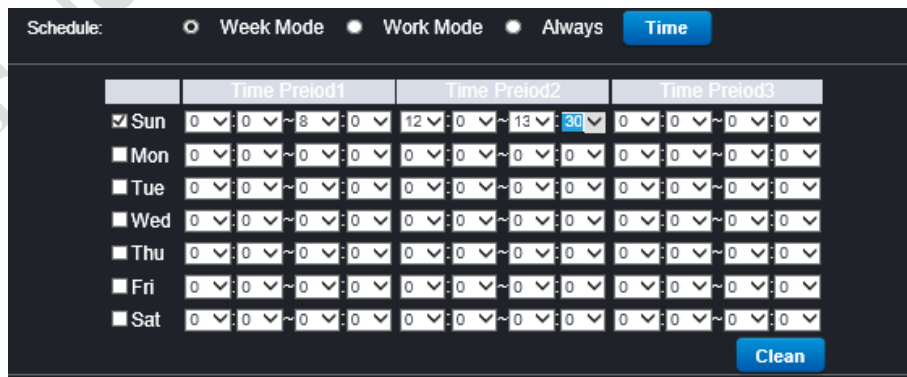 Schedule: Week Mode Work Mode Always Time
Time Preiod1 Time Preiod2 Time Preiod3
Sun 0 : 0 ~ 8 : 0 12 : 0 ~ 13 : 30 0 : 0 ~ 0 : 0
Mon 0 : 0 ~ 0 : 0 0 : 0 ~ 0 : 0 0 : 0 ~ 0 : 0
Tue 0 : 0 ~ 0 : 0 0 : 0 ~ 0 : 0 0 : 0 ~ 0 : 0
Wed 0 : 0 ~ 0 : 0 0 : 0 ~ 0 : 0 0 : 0 ~ 0 : 0
Thu 0 : 0 ~ 0 : 0 0 : 0 ~ 0 : 0 0 : 0 ~ 0 : 0
Fri 0 : 0 ~ 0 : 0 0 : 0 ~ 0 : 0 0 : 0 ~ 0 : 0
Sat 0 : 0 ~ 0 : 0 0 : 0 ~ 0 : 0 0 : 0 ~ 0 : 0
Clean